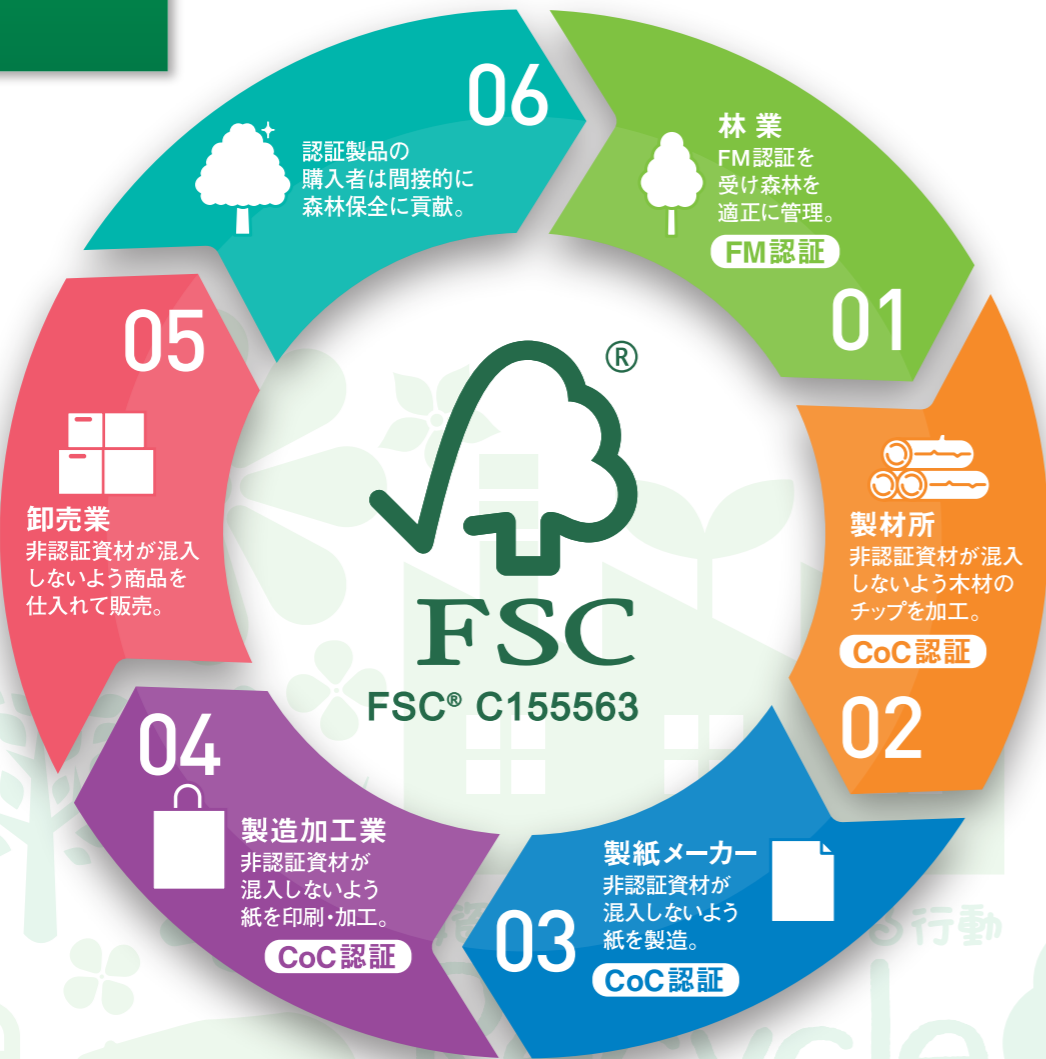 01
林業
FM認証を
受け森林を
適正に管理。
FM認証
02
製材所
非認証資材が混入
しないよう木材の
チップを加工。
CoC認証
03
製紙メーカー
非認証資材が
混入しないよう
紙を製造。
CoC認証
04
製造加工業
非認証資材が
混入しないよう
紙を印刷・加工。
CoC認証
05
卸売業
非認証資材が混入
しないよう商品を
仕入れて販売。
06
認証製品の
購入者は間接的に
森林保全に貢献。
®
FSC
FSC® C155563
る行動